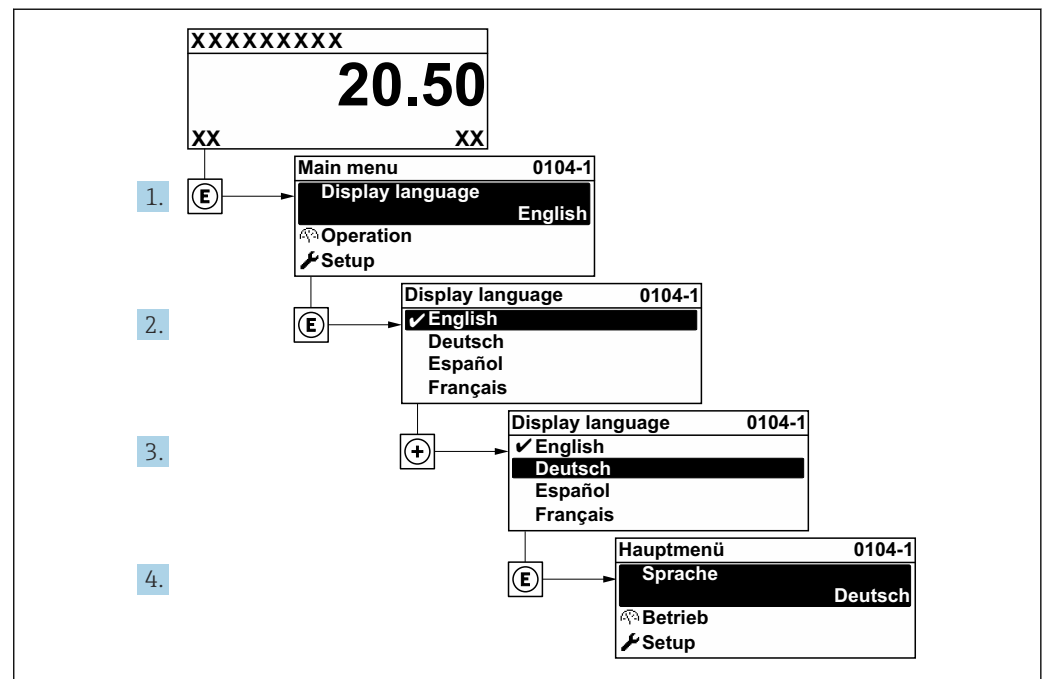 XXXXXXXXX
20.50
XX XX
1. E
Main menu 0104-1
Display language
English
Operation
Setup
2. E
Display language 0104-1
✔English
Deutsch
Español
Français
3. +
Display language 0104-1
✔English
Deutsch
Español
Français
4. E
Hauptmenü 0104-1
Sprache
Deutsch
Betrieb
Setup